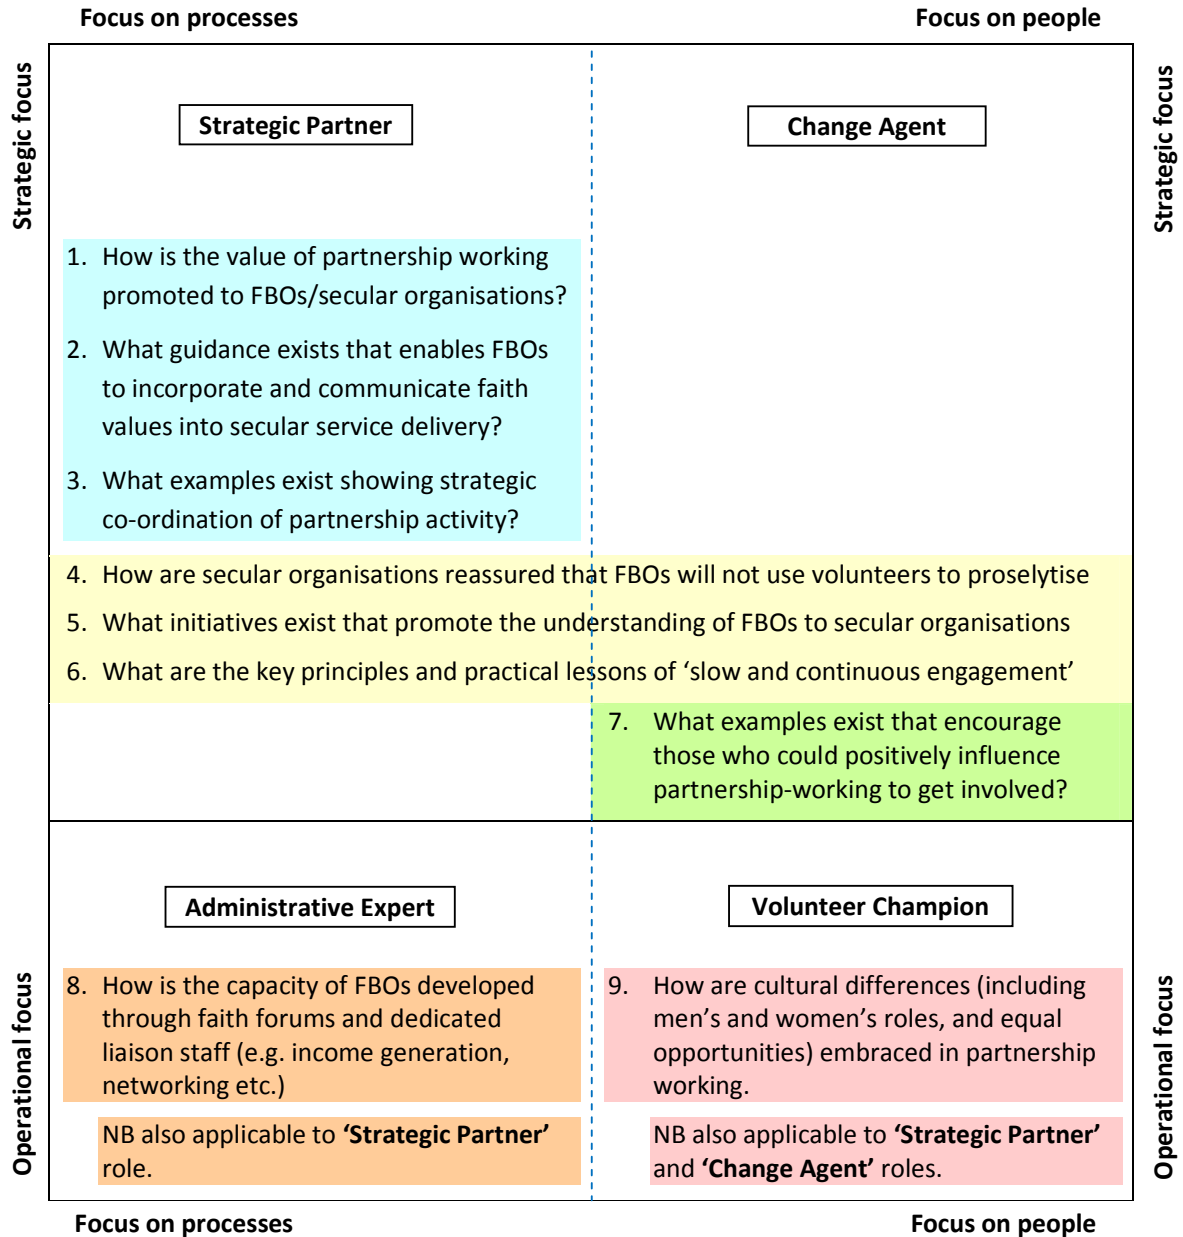 Focus on processes
Focus on people
Strategic focus
Strategic focus
Strategic Partner
Change Agent
1. How is the value of partnership working
promoted to FBOs/secular organisations?
2. What guidance exists that enables FBOs
to incorporate and communicate faith
values into secular service delivery?
3. What examples exist showing strategic
co-ordination of partnership activity?
4. How are secular organisations reassured that FBOs will not use volunteers to proselytise
5. What initiatives exist that promote the understanding of FBOs to secular organisations
6. What are the key principles and practical lessons of ‘slow and continuous engagement’
7. What examples exist that encourage
those who could positively influence
partnership-working to get involved?
Administrative Expert
Volunteer Champion
Operational focus
8. How is the capacity of FBOs developed
through faith forums and dedicated
liaison staff (e.g. income generation,
networking etc.)
NB also applicable to ‘Strategic Partner’
role.
9. How are cultural differences (including
men’s and women’s roles, and equal
opportunities) embraced in partnership
working.
NB also applicable to ‘Strategic Partner’
and ‘Change Agent’ roles.
Operational focus
Focus on processes
Focus on people